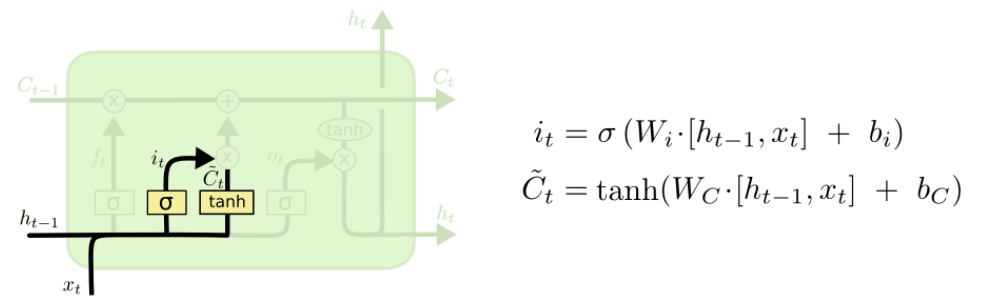 h_t
C_{t-1}
C_t
x
+
tanh
f_t
i_t
o_t
x
x
C̃_t
σ
σ
tanh
σ
h_{t-1}
h_t
x_t
i_t = σ (W_i·[h_{t-1}, x_t] + b_i)
C̃_t = tanh(W_C·[h_{t-1}, x_t] + b_C)